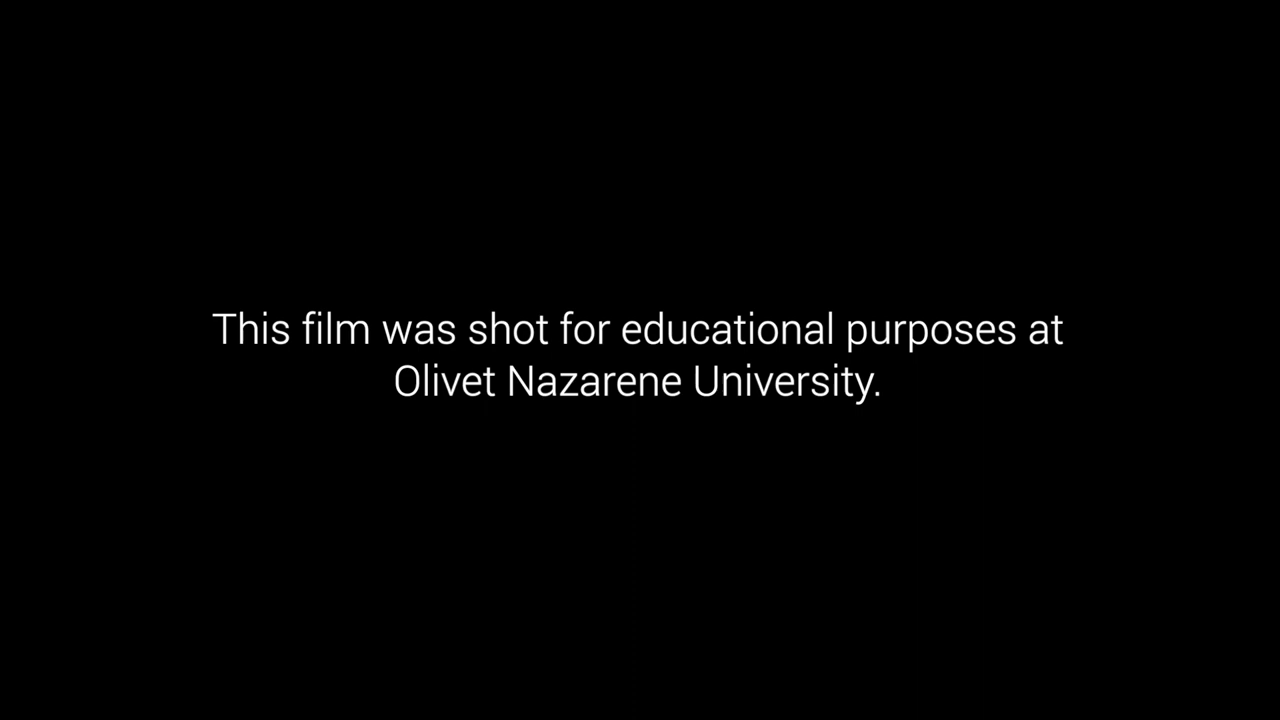 This film was shot for educational purposes at
Olivet Nazarene University.